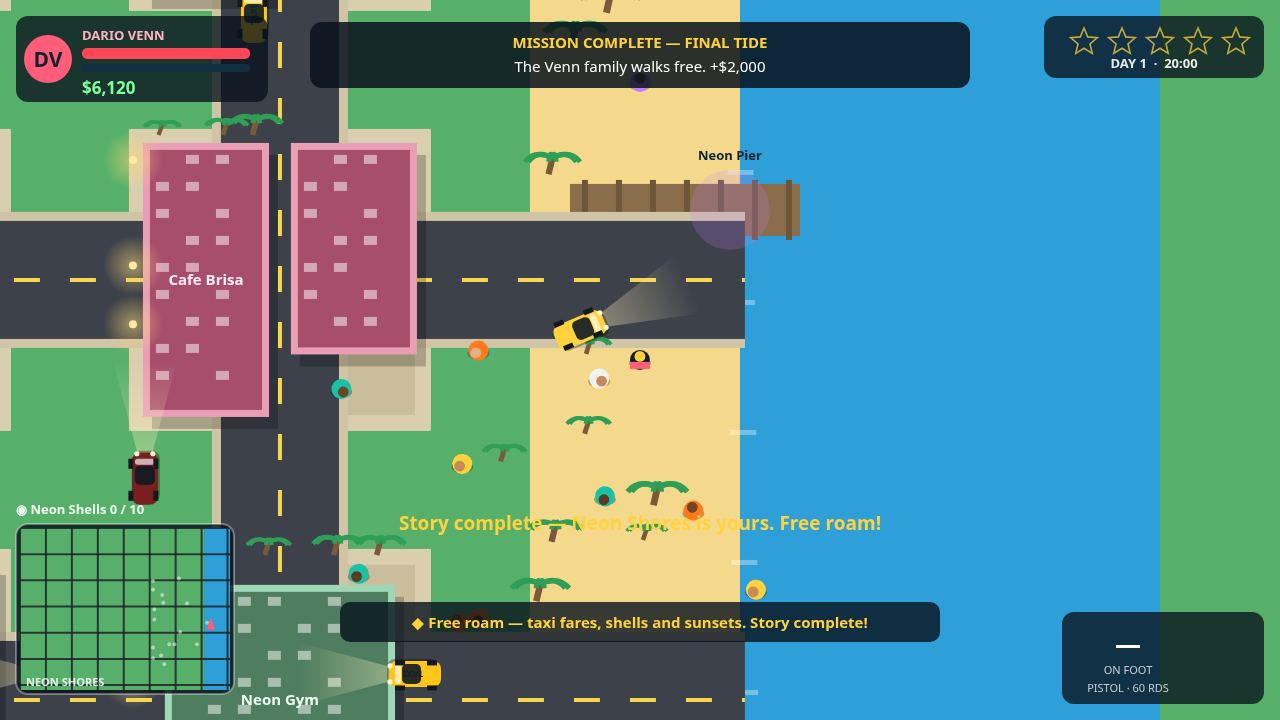 DV
DARIO VENN
$6,120
MISSION COMPLETE — FINAL TIDE
The Venn family walks free. +$2,000
DAY 1 · 20:00
Neon Pier
Cafe Brisa
◉ Neon Shells 0 / 10
Story complete — Neon Shores is yours. Free roam!
◆ Free roam — taxi fares, shells and sunsets. Story complete!
NEON SHORES
Neon Gym
—
ON FOOT
PISTOL · 60 RDS